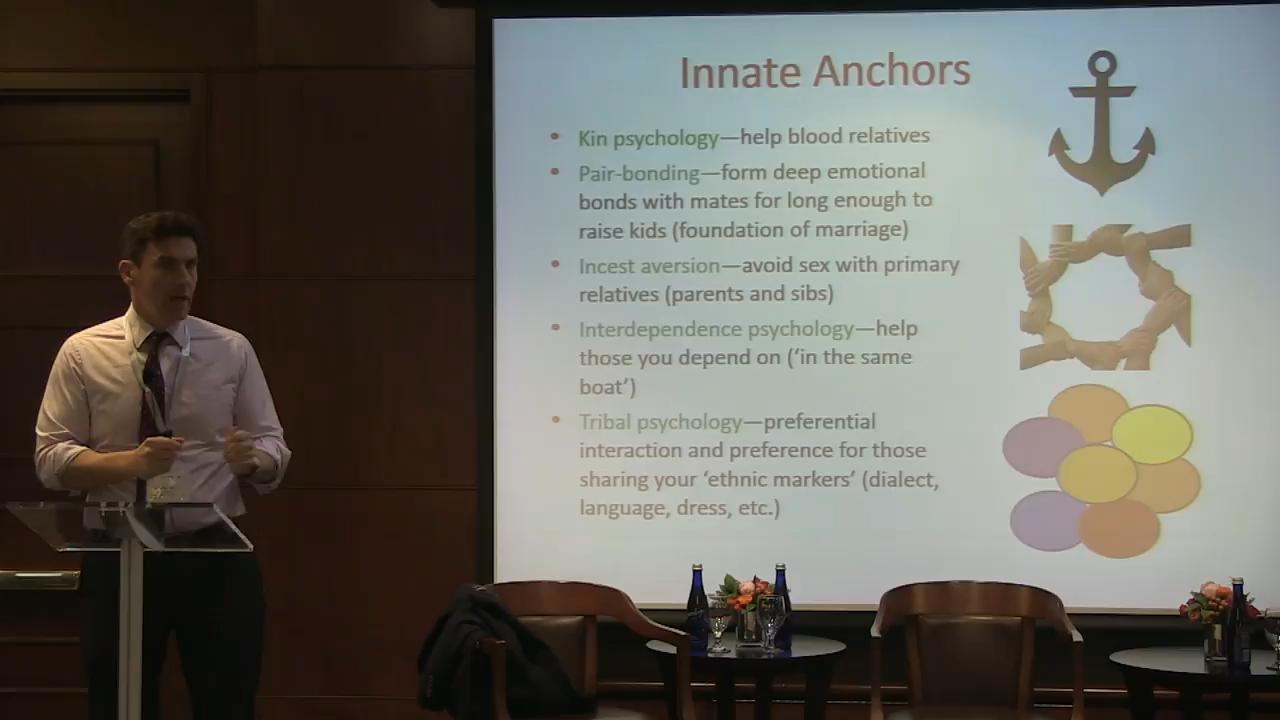 Innate Anchors
• Kin psychology—help blood relatives
• Pair-bonding—form deep emotional
bonds with mates for long enough to
raise kids (foundation of marriage)
• Incest aversion—avoid sex with primary
relatives (parents and sibs)
• Interdependence psychology—help
those you depend on (‘in the same
boat’)
• Tribal psychology—preferential
interaction and preference for those
sharing your ‘ethnic markers’ (dialect,
language, dress, etc.)